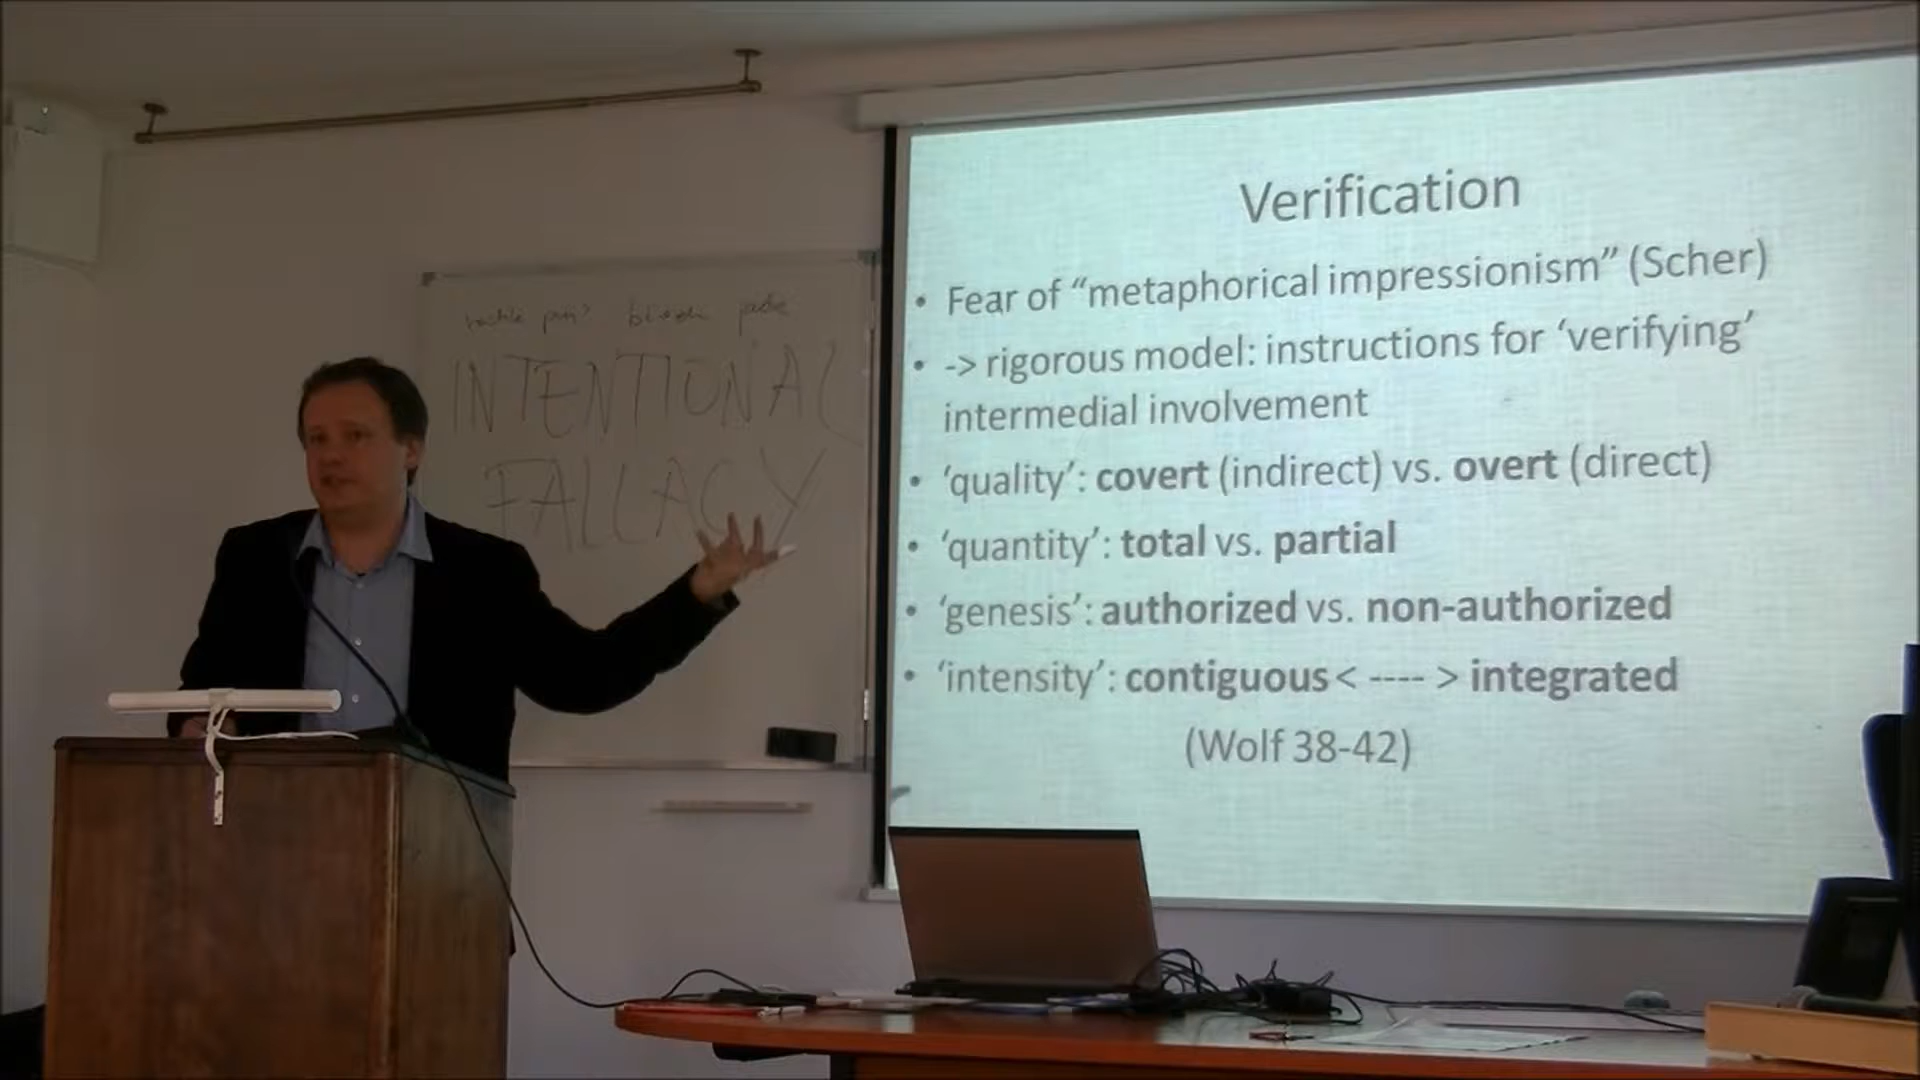 INTENTIONAL
FALLACY
Verification
• Fear of “metaphorical impressionism” (Scher)
• -> rigorous model: instructions for ‘verifying’
intermedial involvement
• ‘quality’: covert (indirect) vs. overt (direct)
• ‘quantity’: total vs. partial
• ‘genesis’: authorized vs. non-authorized
• ‘intensity’: contiguous < ---- > integrated
(Wolf 38-42)